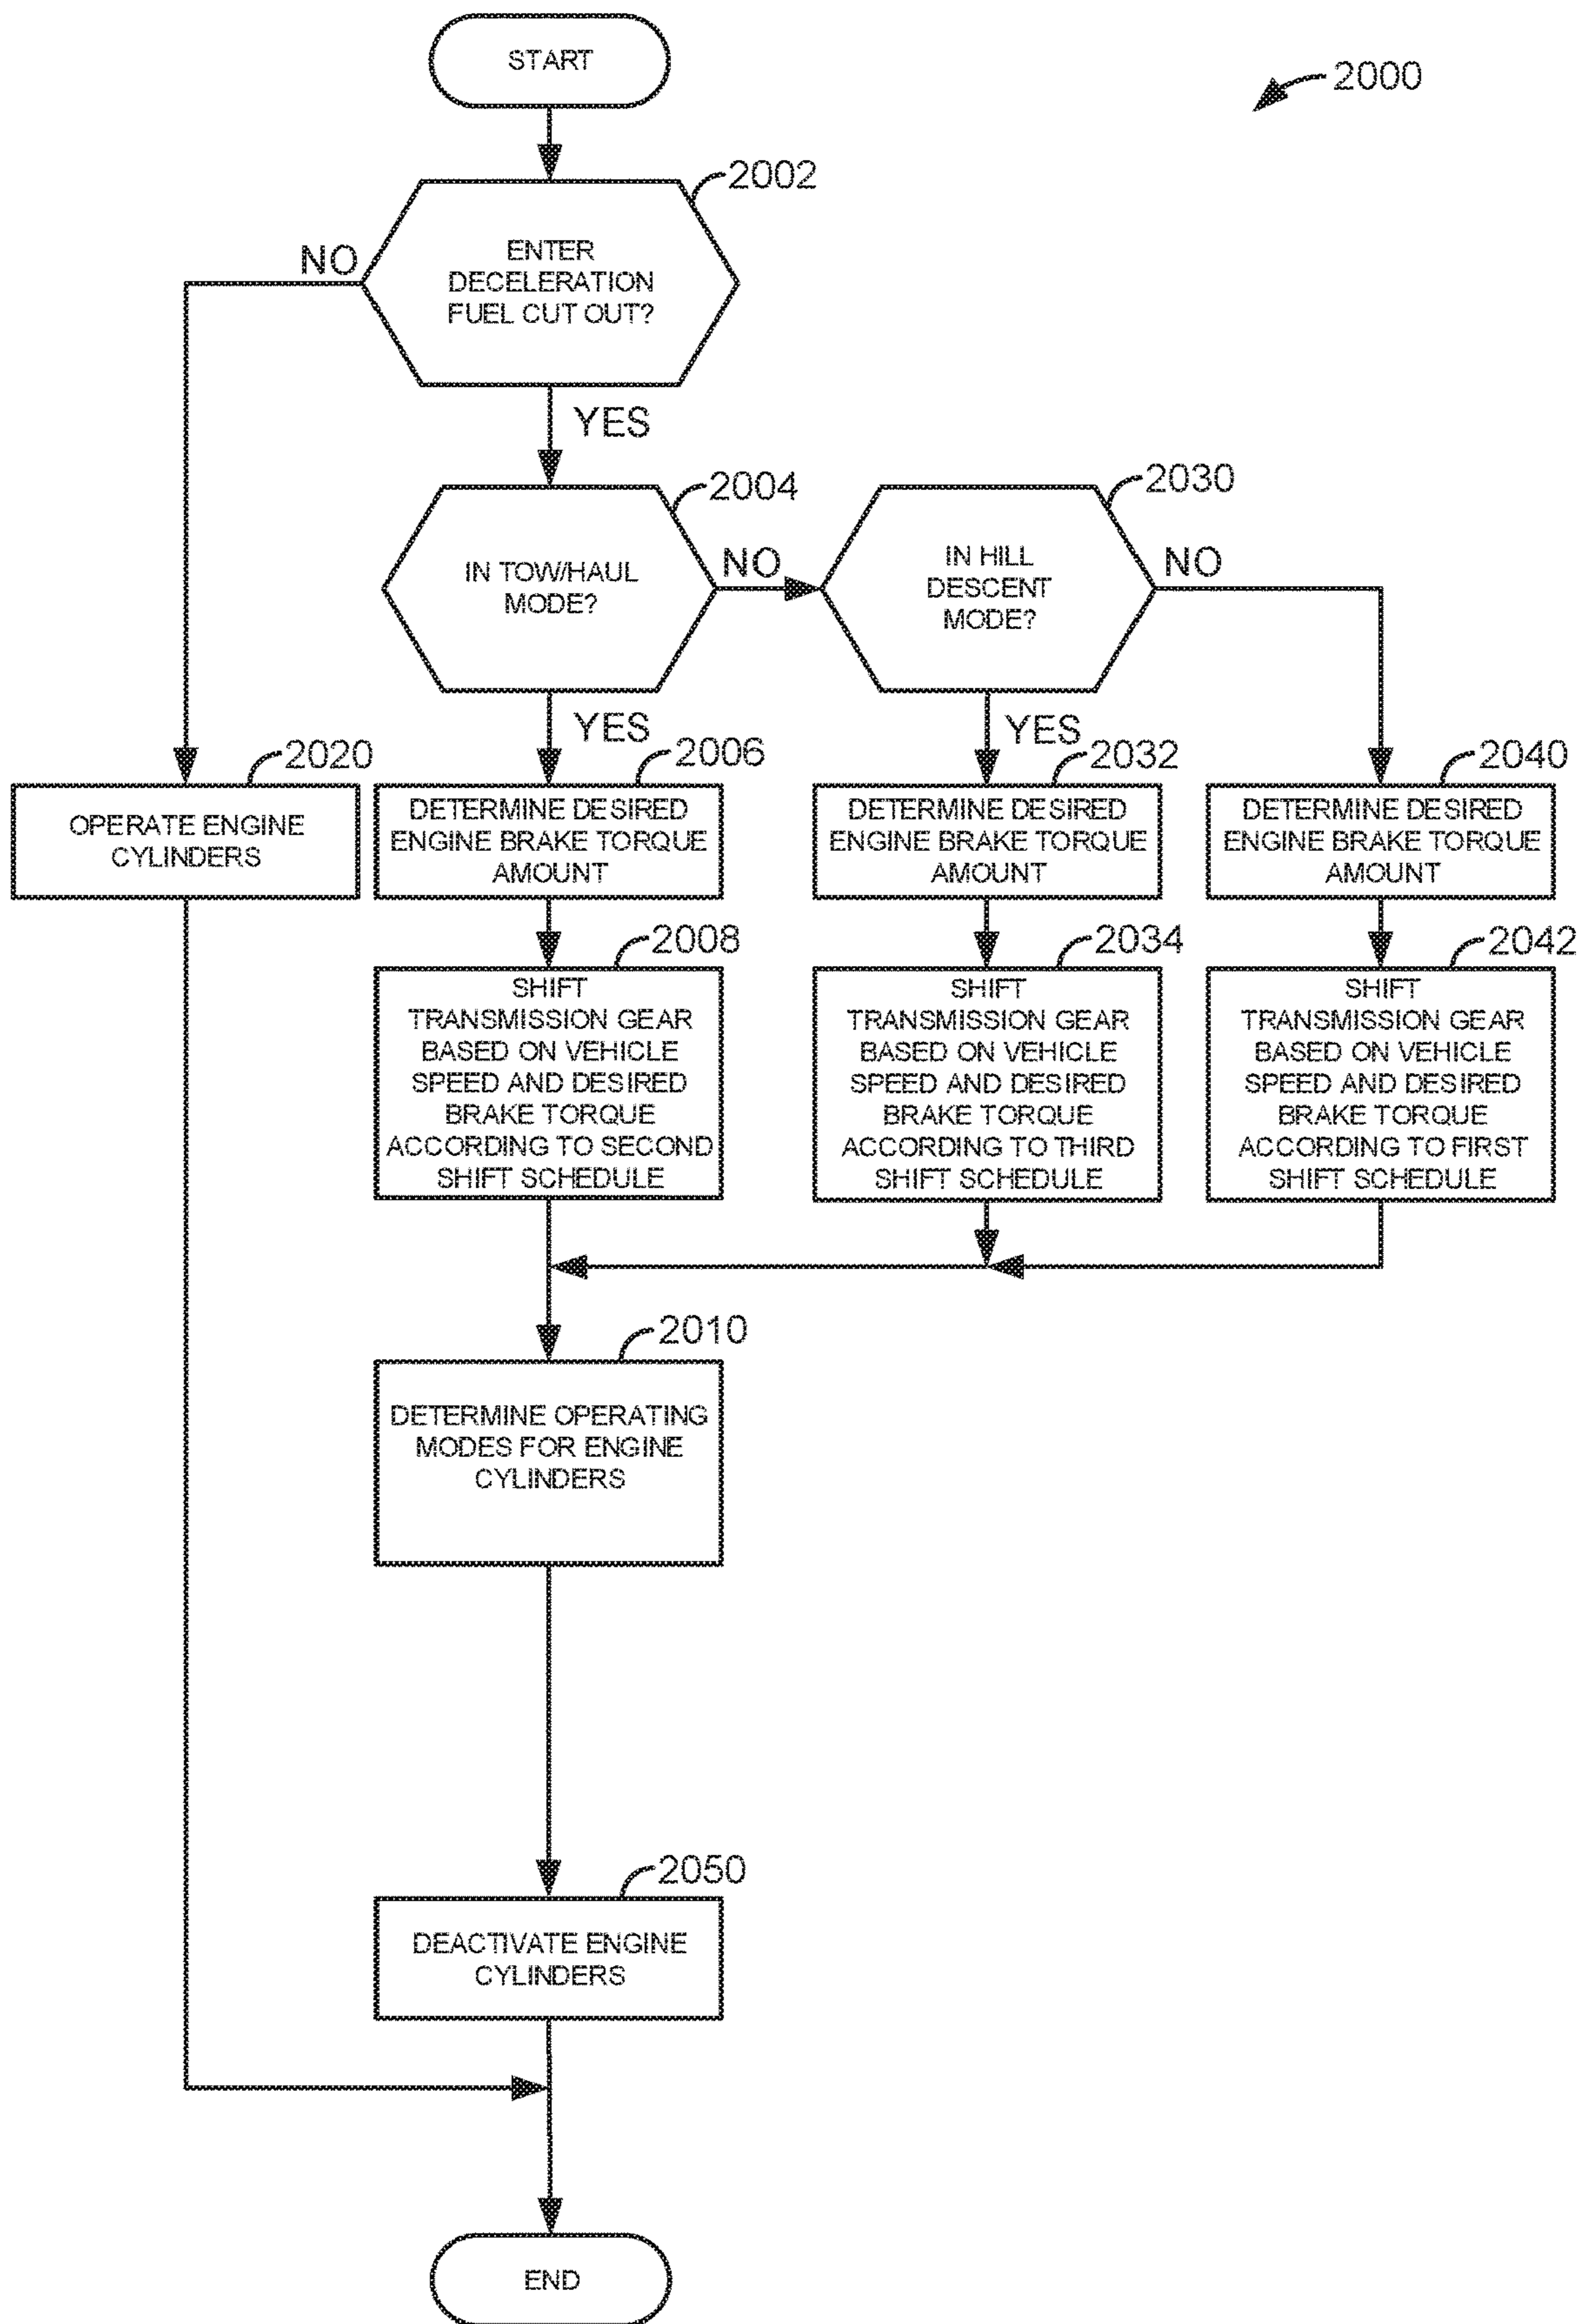 START
2000
2002
ENTER
DECELERATION
FUEL CUT OUT?
NO
YES
2004
IN TOW/HAUL
MODE?
NO
2030
IN HILL
DESCENT
MODE?
NO
YES
YES
2020
OPERATE ENGINE
CYLINDERS
2006
DETERMINE DESIRED
ENGINE BRAKE TORQUE
AMOUNT
2032
DETERMINE DESIRED
ENGINE BRAKE TORQUE
AMOUNT
2040
DETERMINE DESIRED
ENGINE BRAKE TORQUE
AMOUNT
2008
SHIFT
TRANSMISSION GEAR
BASED ON VEHICLE
SPEED AND DESIRED
BRAKE TORQUE
ACCORDING TO SECOND
SHIFT SCHEDULE
2034
SHIFT
TRANSMISSION GEAR
BASED ON VEHICLE
SPEED AND DESIRED
BRAKE TORQUE
ACCORDING TO THIRD
SHIFT SCHEDULE
2042
SHIFT
TRANSMISSION GEAR
BASED ON VEHICLE
SPEED AND DESIRED
BRAKE TORQUE
ACCORDING TO FIRST
SHIFT SCHEDULE
2010
DETERMINE OPERATING
MODES FOR ENGINE
CYLINDERS
2050
DEACTIVATE ENGINE
CYLINDERS
END